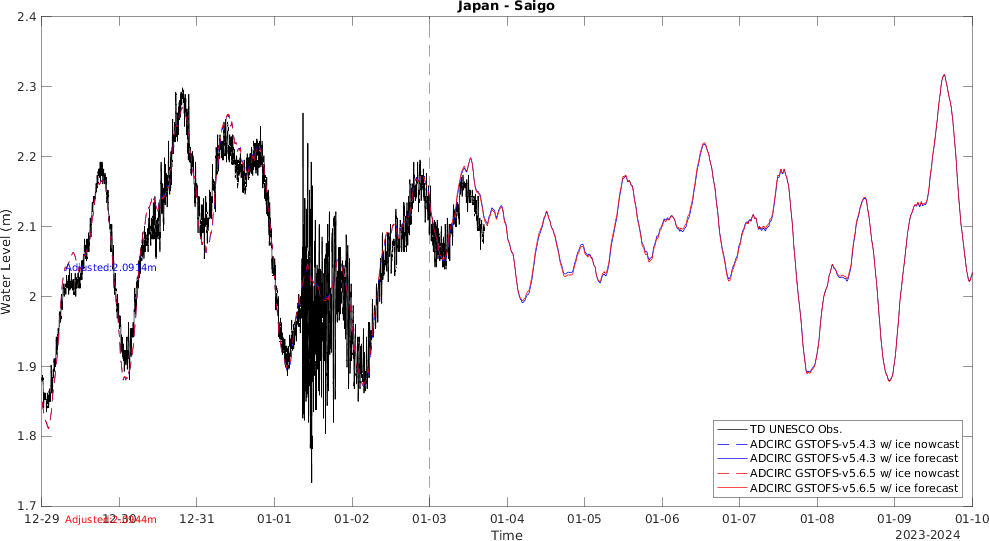 Japan - Saigo
2.4
2.3
2.2
2.1
2
1.9
1.8
1.7
Water Level (m)
Adjusted:2.0914m
TD UNESCO Obs.
ADCIRC GSTOFS-v5.4.3 w/ ice nowcast
ADCIRC GSTOFS-v5.4.3 w/ ice forecast
ADCIRC GSTOFS-v5.6.5 w/ ice nowcast
ADCIRC GSTOFS-v5.6.5 w/ ice forecast
12-29 12-30 12-31 01-01 01-02 01-03 01-04 01-05 01-06 01-07 01-08 01-09 01-10
Time
2023-2024